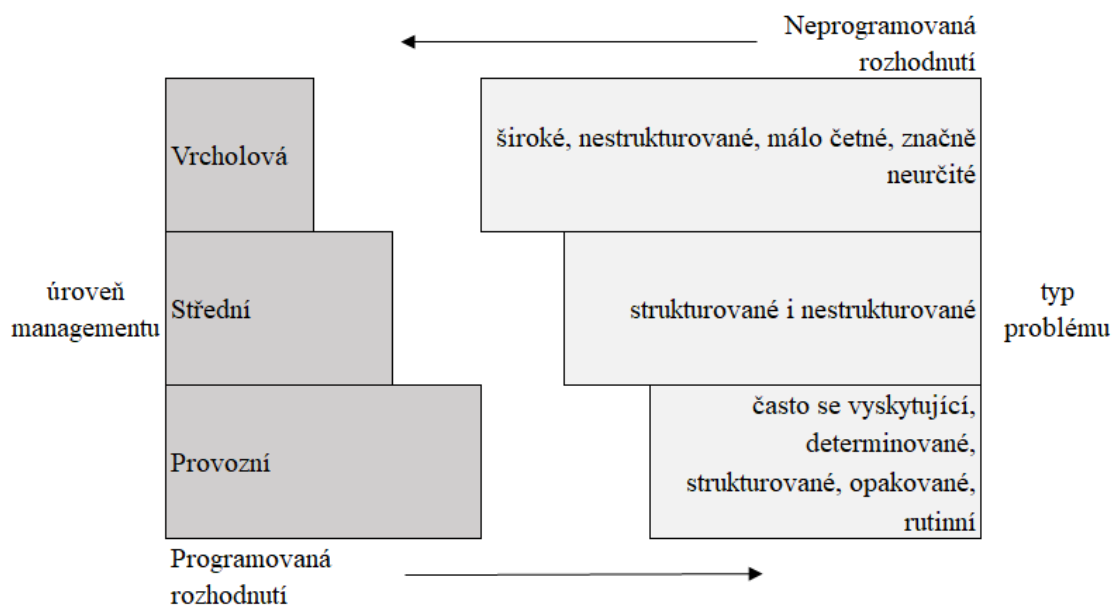 Neprogramovaná
rozhodnutí
Vrcholová
široké, nestrukturované, málo četné, značně
neurčité
úroveň
managementu
Střední
strukturované i nestrukturované
typ
problému
Provozní
často se vyskytující,
determinované,
strukturované, opakované,
rutinní
Programovaná
rozhodnutí